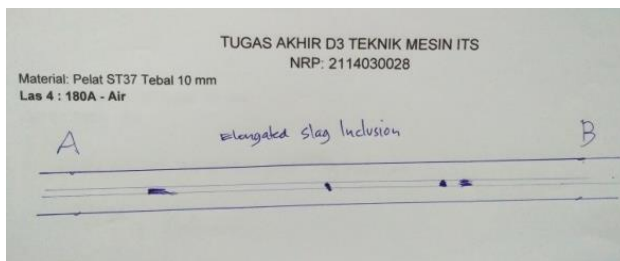 TUGAS AKHIR D3 TEKNIK MESIN ITS
NRP: 2114030028
Material: Pelat ST37 Tebal 10 mm
Las 4 : 180A - Air
Elongated Slag Inclusion
A B